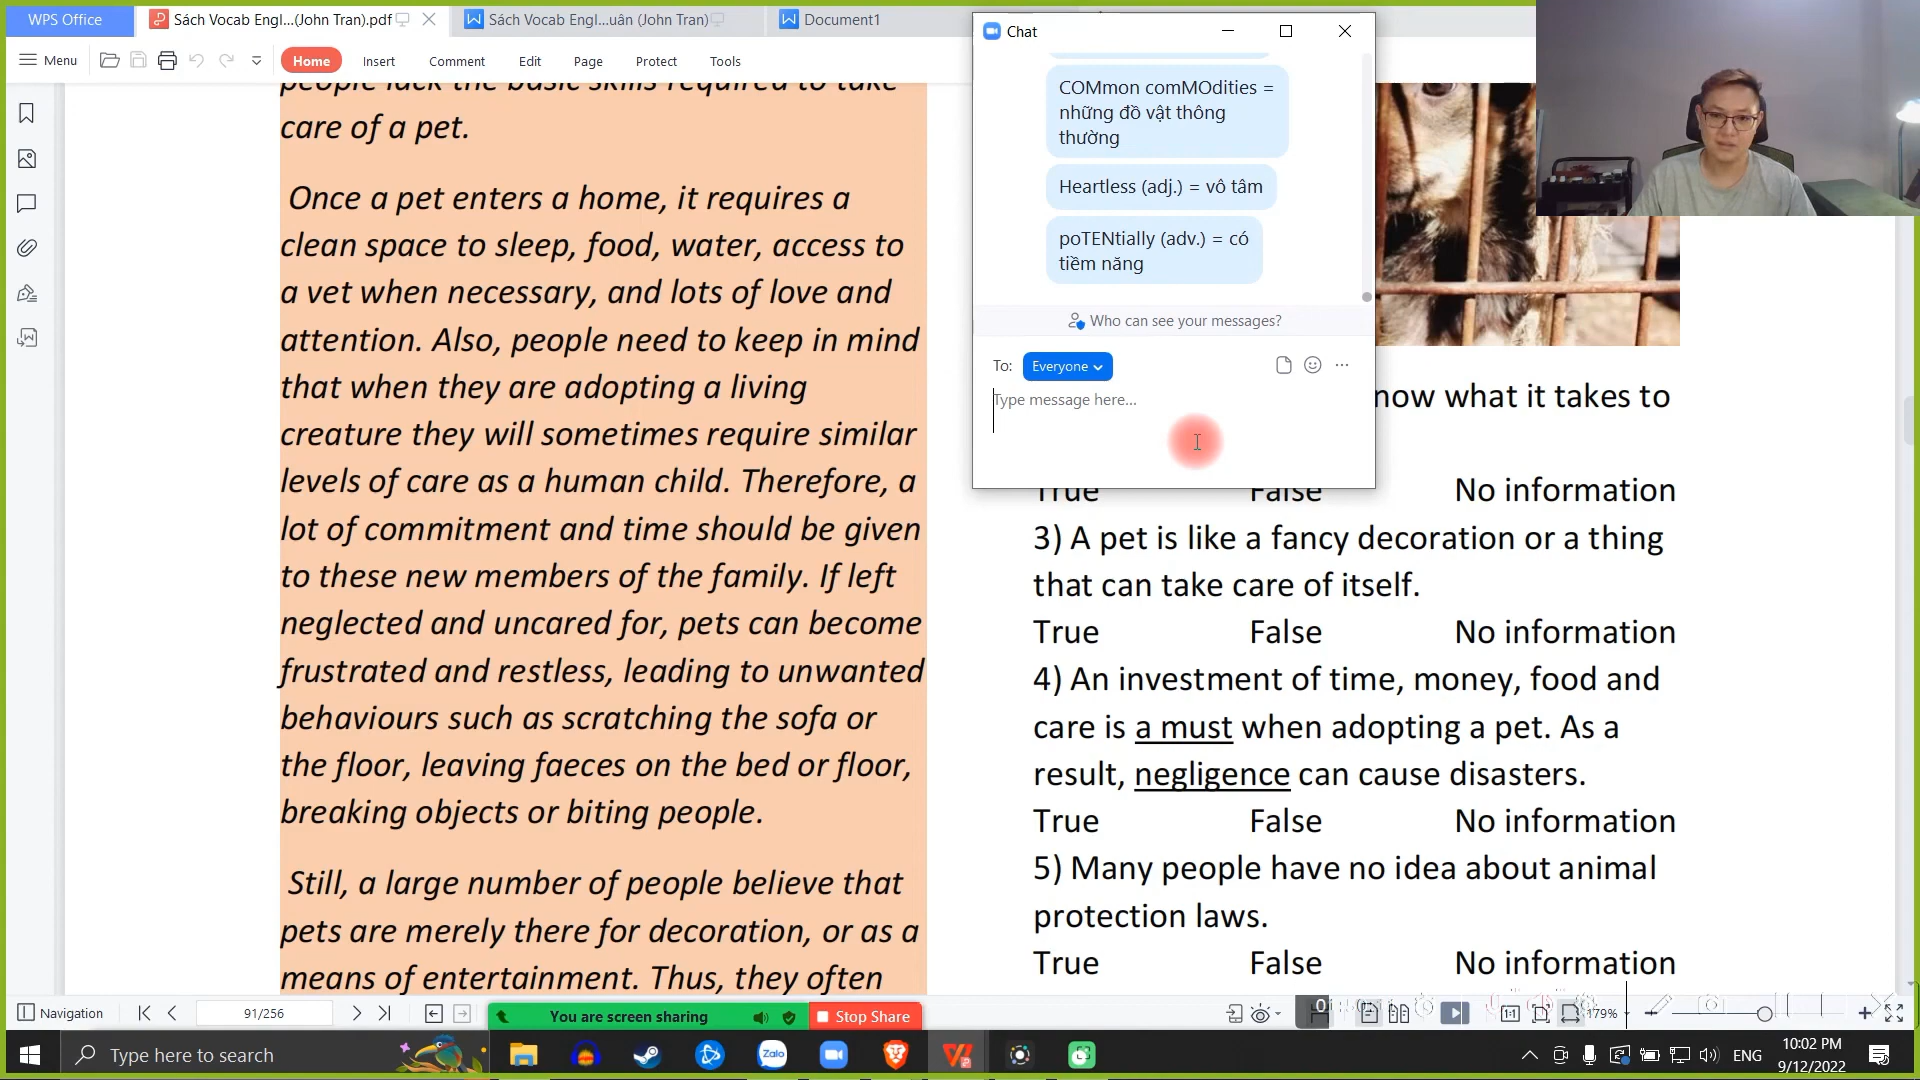 WPS Office
Sách Vocab Engl...(John Tran).pdf
Sách Vocab Engl...uân (John Tran)
Document1
Menu
Home
Insert
Comment
Edit
Page
Protect
Tools
people lack the basic skills required to take
care of a pet.
Once a pet enters a home, it requires a
clean space to sleep, food, water, access to
a vet when necessary, and lots of love and
attention. Also, people need to keep in mind
that when they are adopting a living
creature they will sometimes require similar
levels of care as a human child. Therefore, a
lot of commitment and time should be given
to these new members of the family. If left
neglected and uncared for, pets can become
frustrated and restless, leading to unwanted
behaviours such as scratching the sofa or
the floor, leaving faeces on the bed or floor,
breaking objects or biting people.
Still, a large number of people believe that
pets are merely there for decoration, or as a
means of entertainment. Thus, they often
Chat
COMmon comMOdities =
những đồ vật thông
thường
Heartless (adj.) = vô tâm
poTENtially (adv.) = có
tiềm năng
Who can see your messages?
To:
Everyone
Type message here...
now what it takes to
True False No information
3) A pet is like a fancy decoration or a thing
that can take care of itself.
True False No information
4) An investment of time, money, food and
care is a must when adopting a pet. As a
result, negligence can cause disasters.
True False No information
5) Many people have no idea about animal
protection laws.
True False No information
Navigation
91/256
You are screen sharing
Stop Share
179%
Type here to search
Zalo
ENG
10:02 PM
9/12/2022